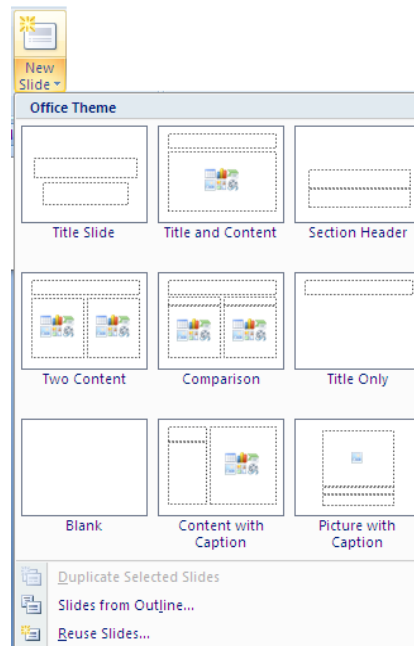 New
Slide
Office Theme
Title Slide
Title and Content
Section Header
Two Content
Comparison
Title Only
Blank
Content with
Caption
Picture with
Caption
Duplicate Selected Slides
Slides from Outline...
Reuse Slides...